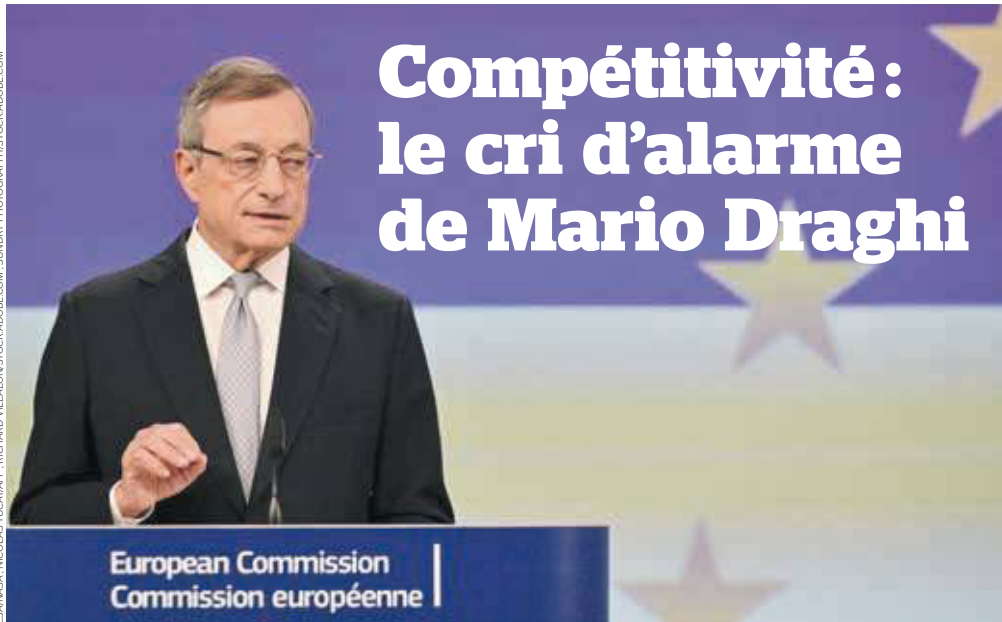 Compétitivité :
le cri d’alarme
de Mario Draghi
European Commission
Commission européenne